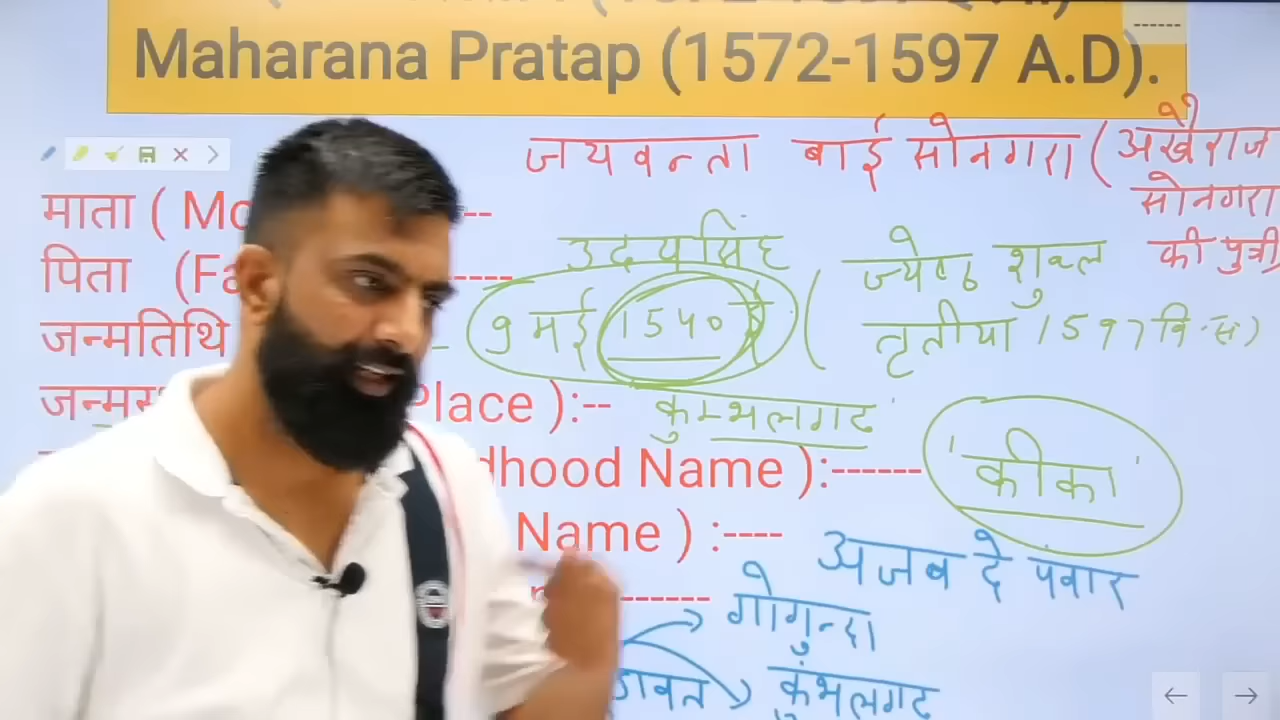 Maharana Pratap (1572-1597 A.D).
जयवन्ता बाई सोनगरा (अखैराज
सोनगरा
की पुत्री
माता ( Mo --
उदयसिंह
पिता (Fa ----
ज्येष्ठ शुक्ल
जन्मतिथि -
9 मई 1540 ई
( तृतीया 1597 वि. सं)
Place ):--
कुम्भलगढ
dhood Name ):------
'कीका'
Name ) :----
अजब दे पंवार
गोगुन्दा
कुंभलगढ